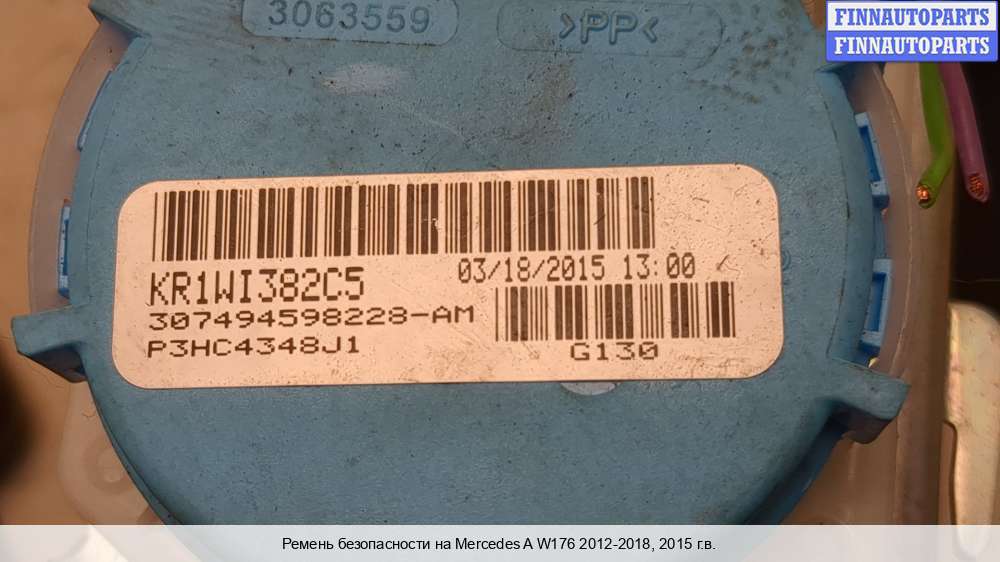 3063559
>PP<
FINNAUTOPARTS
FINNAUTOPARTS
KR1WI382C5
03/18/2015 13:00
307494598228-AM
P3HC4348J1
G130
Ремень безопасности на Mercedes A W176 2012-2018, 2015 г.в.